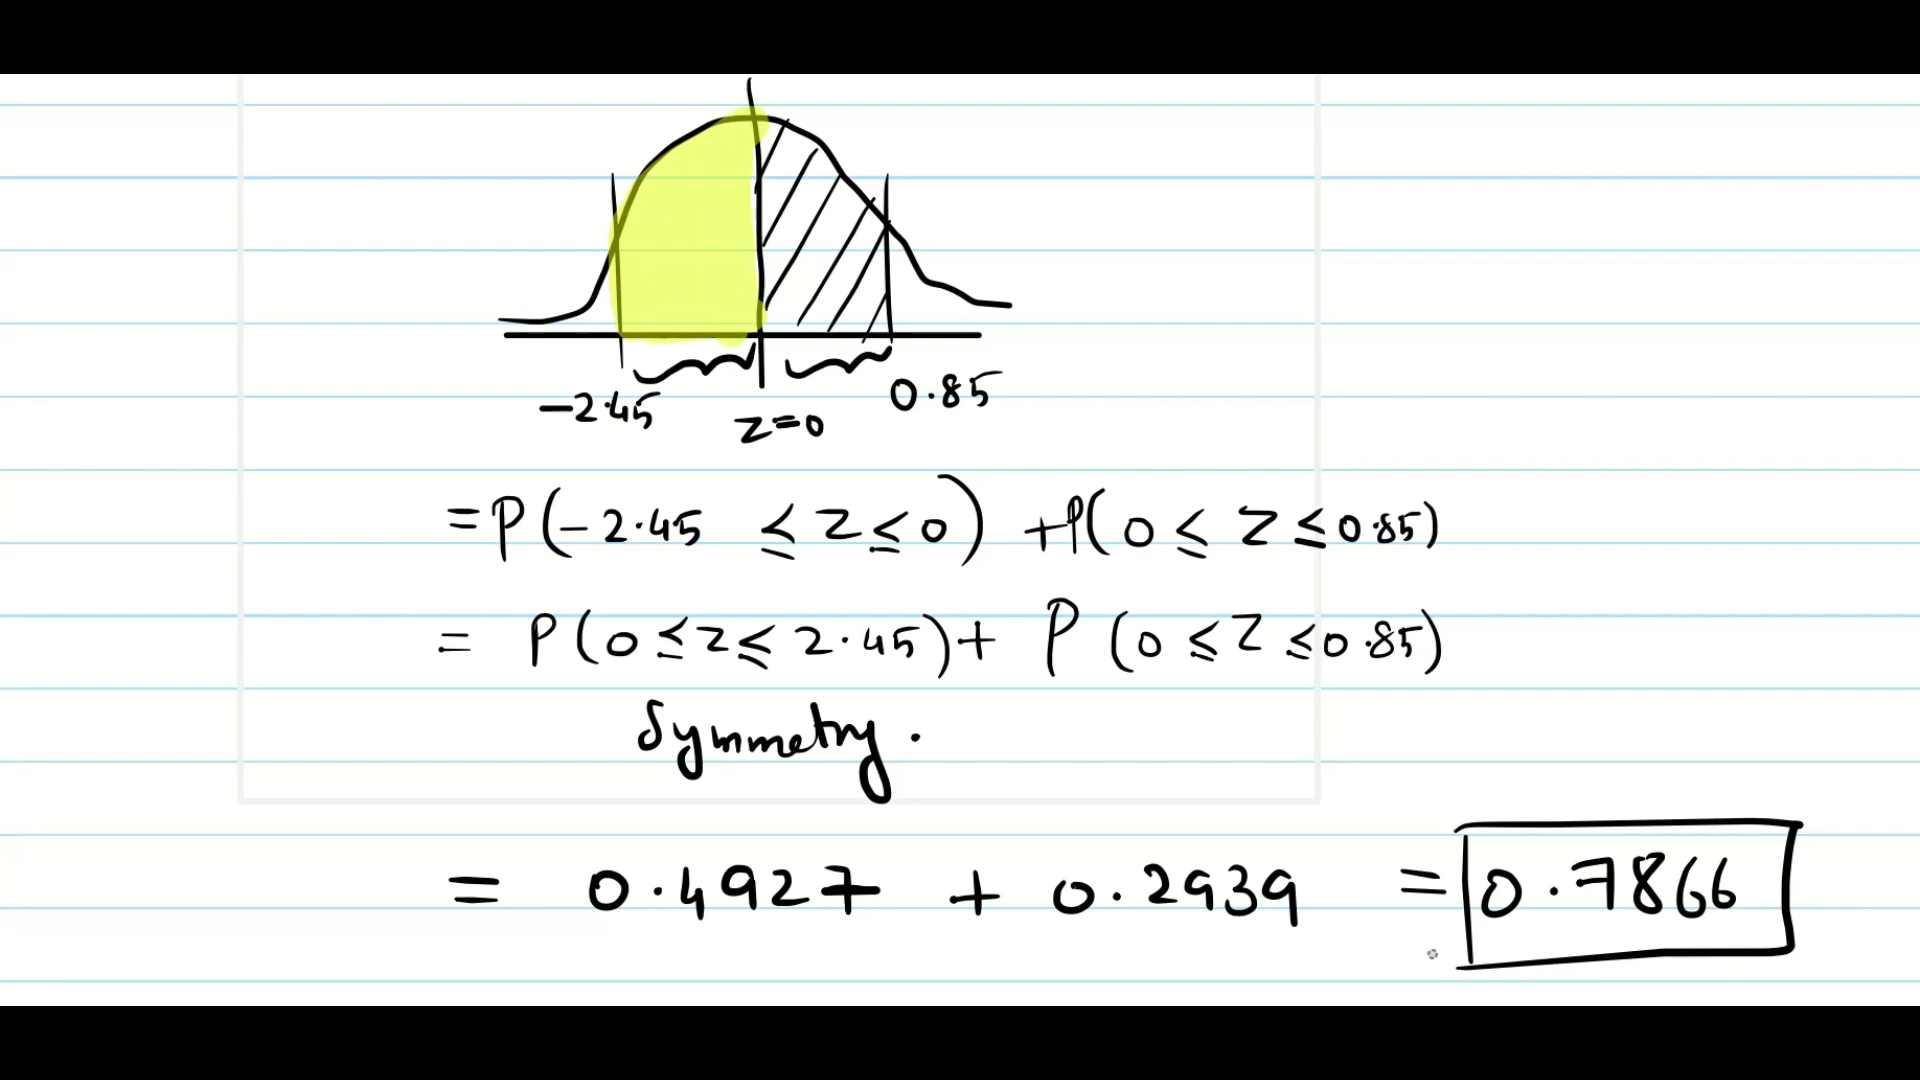 -2.45 z=0 0.85
=P(-2.45 ≤ Z ≤ 0) +P(0 ≤ Z ≤ 0.85)
= P(0 ≤ z ≤ 2.45) + P (0 ≤ Z ≤ 0.85)
Symmetry.
= 0.4927 + 0.2939 = 0.7866